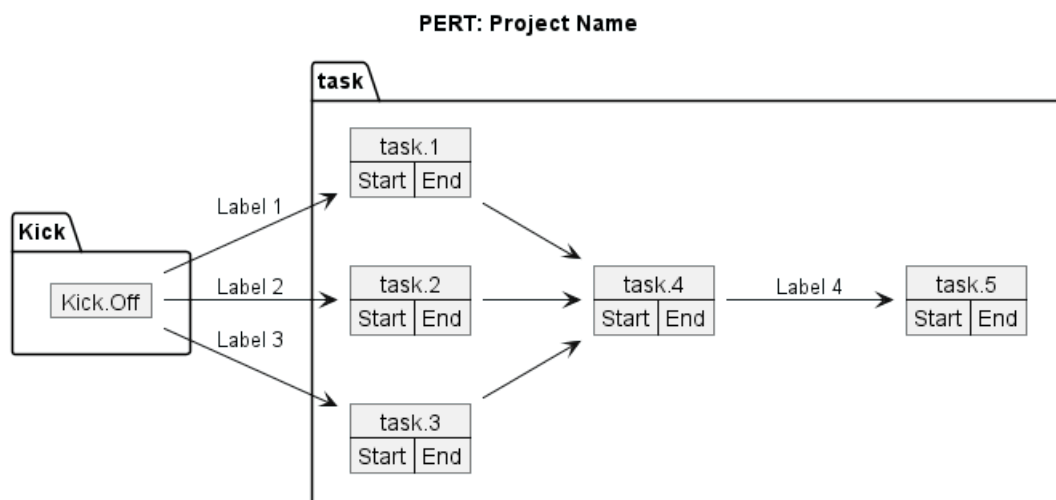 PERT: Project Name
task
task.1
Start End
Label 1
Kick
Kick.Off
Label 2
task.2
Start End
task.4
Start End
Label 4
task.5
Start End
Label 3
task.3
Start End